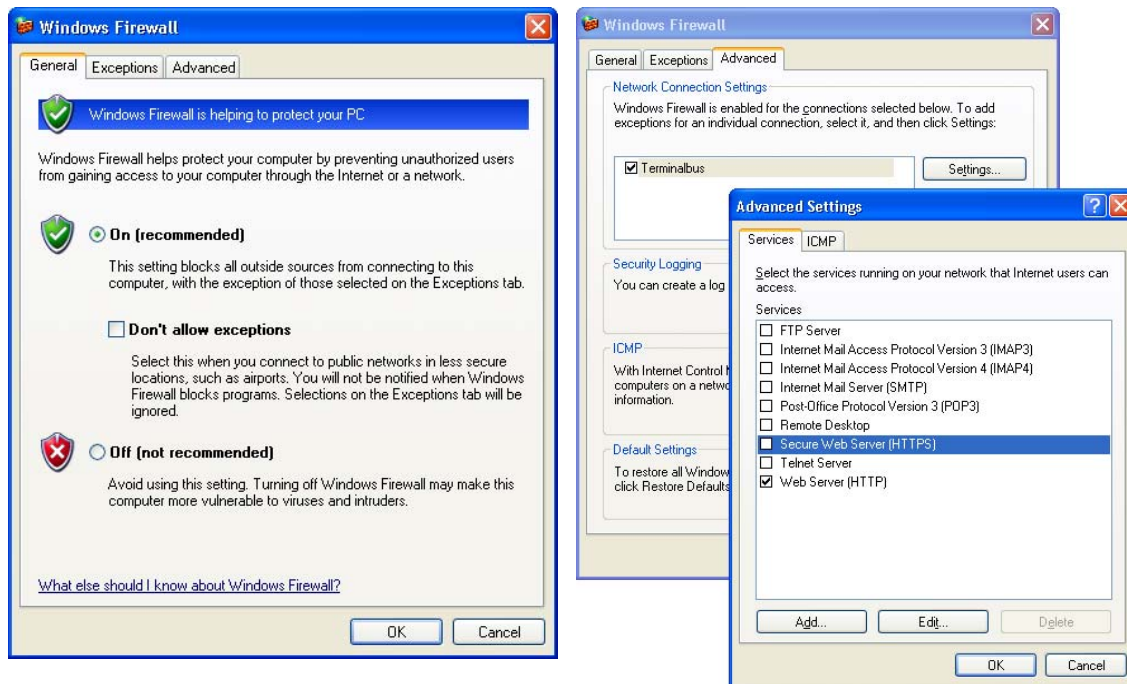 Windows Firewall
General Exceptions Advanced
Windows Firewall is helping to protect your PC
Windows Firewall helps protect your computer by preventing unauthorized users
from gaining access to your computer through the Internet or a network.
On (recommended)
This setting blocks all outside sources from connecting to this
computer, with the exception of those selected on the Exceptions tab.
Don't allow exceptions
Select this when you connect to public networks in less secure
locations, such as airports. You will not be notified when Windows
Firewall blocks programs. Selections on the Exceptions tab will be
ignored.
Off (not recommended)
Avoid using this setting. Turning off Windows Firewall may make this
computer more vulnerable to viruses and intruders.
What else should I know about Windows Firewall?
OK Cancel
Windows Firewall
General Exceptions Advanced
Network Connection Settings
Windows Firewall is enabled for the connections selected below. To add
exceptions for an individual connection, select it, and then click Settings:
Terminalbus
Settings...
Security Logging
You can create a log
ICMP
With Internet Control
computers on a netwo
information.
Default Settings
To restore all Window
click Restore Defaults
Advanced Settings
Services ICMP
Select the services running on your network that Internet users can
access.
Services
FTP Server
Internet Mail Access Protocol Version 3 (IMAP3)
Internet Mail Access Protocol Version 4 (IMAP4)
Internet Mail Server (SMTP)
Post-Office Protocol Version 3 (POP3)
Remote Desktop
Secure Web Server (HTTPS)
Telnet Server
Web Server (HTTP)
Add... Edit... Delete
OK Cancel